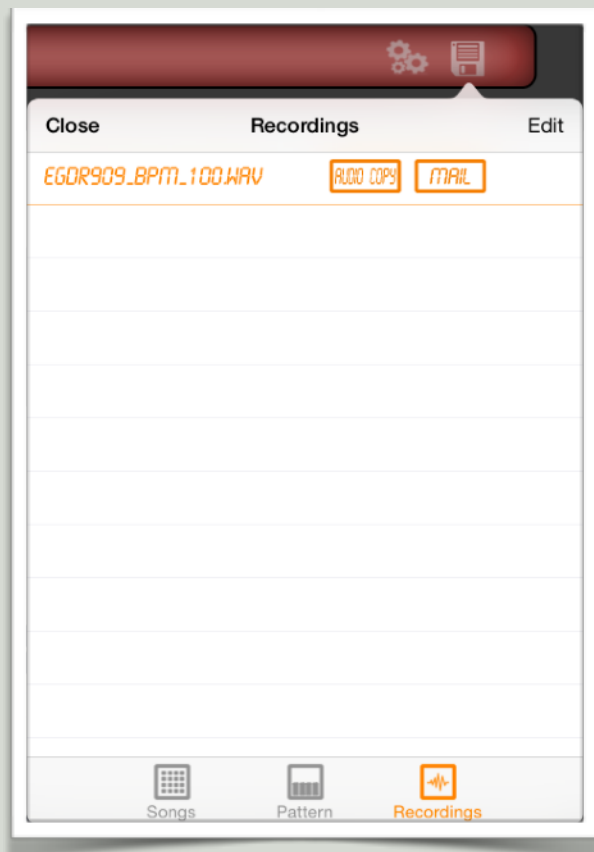 Close Recordings Edit
EGDR909_BPM_100.WAV AUDIO COPY MAIL
Songs Pattern Recordings